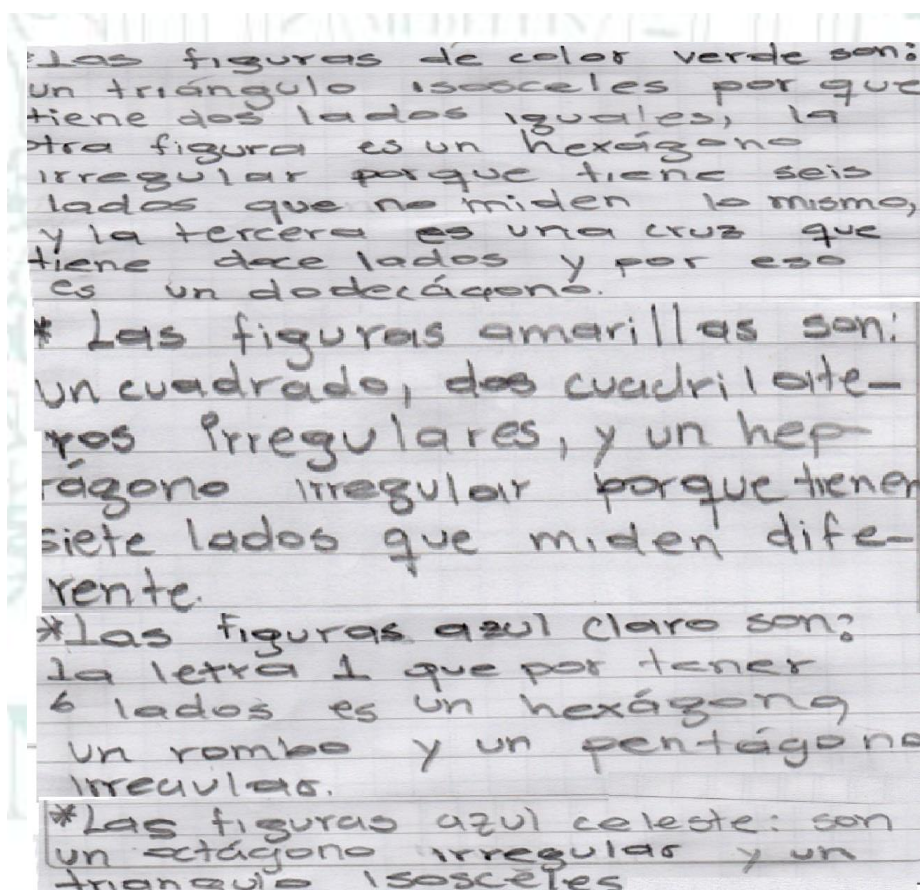 *Las figuras de color verde son:
un triángulo isosceles por que
tiene dos lados iguales, la
otra figura es un hexágono
irregular porque tiene seis
lados que no miden lo mismo,
y la tercera es una cruz que
tiene doce lados y por eso
es un dodecágono.
* Las figuras amarillas son:
un cuadrado, dos cuadriláte-
ros irregulares, y un hep-
tágono irregular porque tienen
siete lados que miden dife-
rente.
*Las figuras azul claro son:
la letra L que por tener
6 lados es un hexágono,
un rombo y un pentágono
irregular.
*Las figuras azul celeste: son
un octágono irregular y un
triangulo isosceles